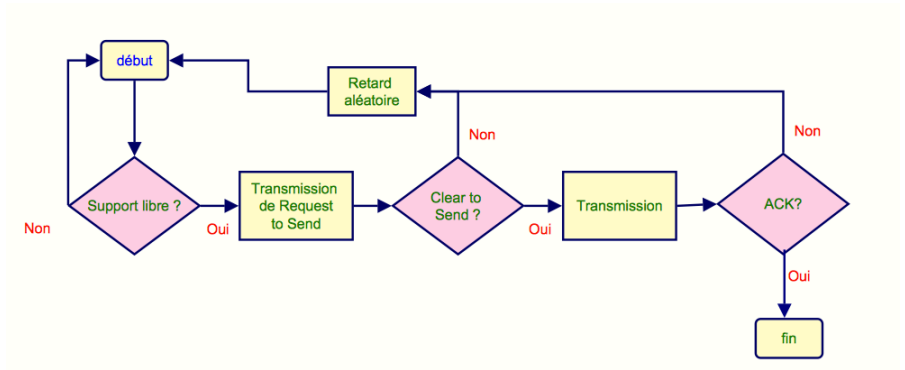 début
Retard
aléatoire
Non
Non
Support libre ?
Transmission
de Request
to Send
Clear to
Send ?
Transmission
ACK?
Non
Oui
Oui
Oui
fin